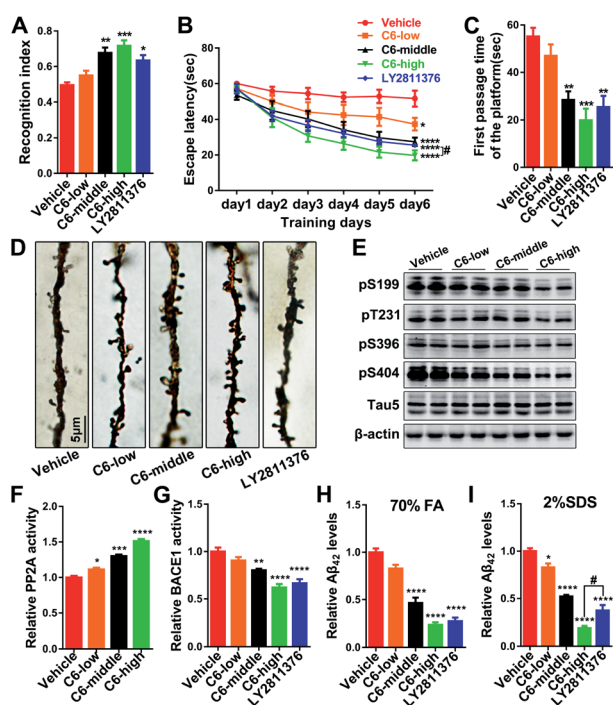 A
Recognition index
0.8
0.6
0.4
0.2
0.0
**
***
*
Vehicle
C6-low
C6-middle
C6-high
LY2811376
B
Escape latency(sec)
80
60
40
20
0
Vehicle
C6-low
C6-middle
C6-high
LY2811376
*
****
****
****
#
day1 day2 day3 day4 day5 day6
Training days
C
First passage time
of the platform(sec)
60
40
20
0
**
***
**
Vehicle
C6-low
C6-middle
C6-high
LY2811376
D
5μm
Vehicle
C6-low
C6-middle
C6-high
LY2811376
E
Vehicle C6-low C6-middle C6-high
pS199
pT231
pS396
pS404
Tau5
β-actin
F
Relative PP2A activity
2.0
1.5
1.0
0.5
0.0
*
***
****
Vehicle
C6-low
C6-middle
C6-high
G
Relative BACE1 activity
1.5
1.0
0.5
0.0
**
****
****
Vehicle
C6-low
C6-middle
C6-high
LY2811376
H
70% FA
Relative Aβ42 levels
1.5
1.0
0.5
0.0
****
****
****
Vehicle
C6-low
C6-middle
C6-high
LY2811376
I
2%SDS
Relative Aβ42 levels
1.5
1.0
0.5
0.0
*
****
****
#
****
Vehicle
C6-low
C6-middle
C6-high
LY2811376